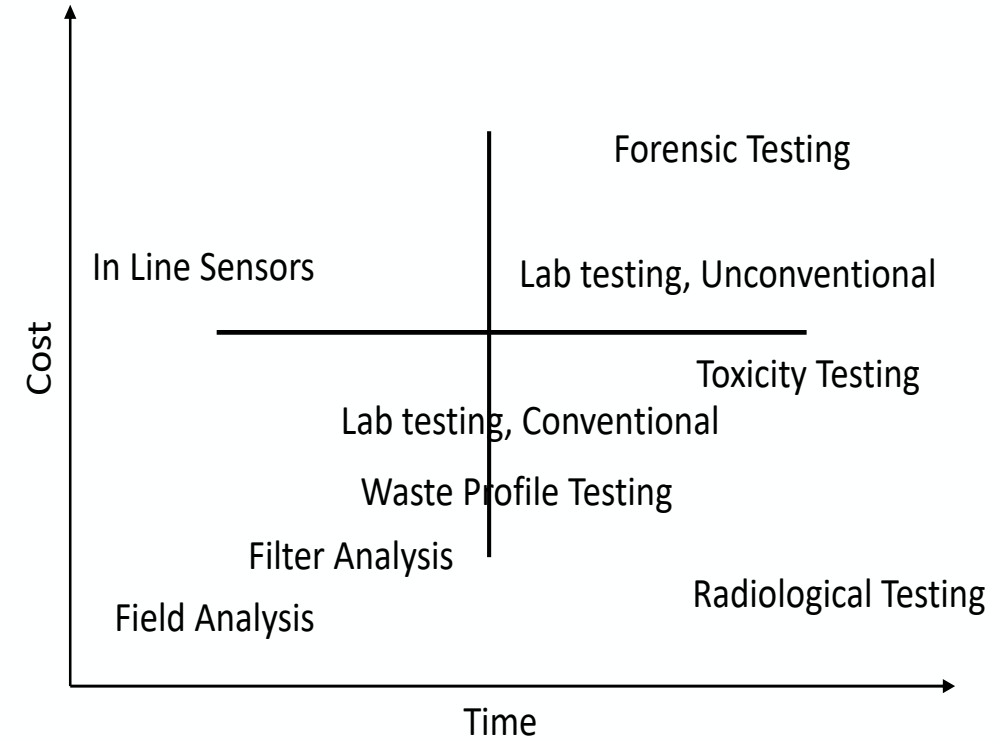 Forensic Testing
In Line Sensors
Lab testing, Unconventional
Cost
Toxicity Testing
Lab testing, Conventional
Waste Profile Testing
Filter Analysis
Radiological Testing
Field Analysis
Time